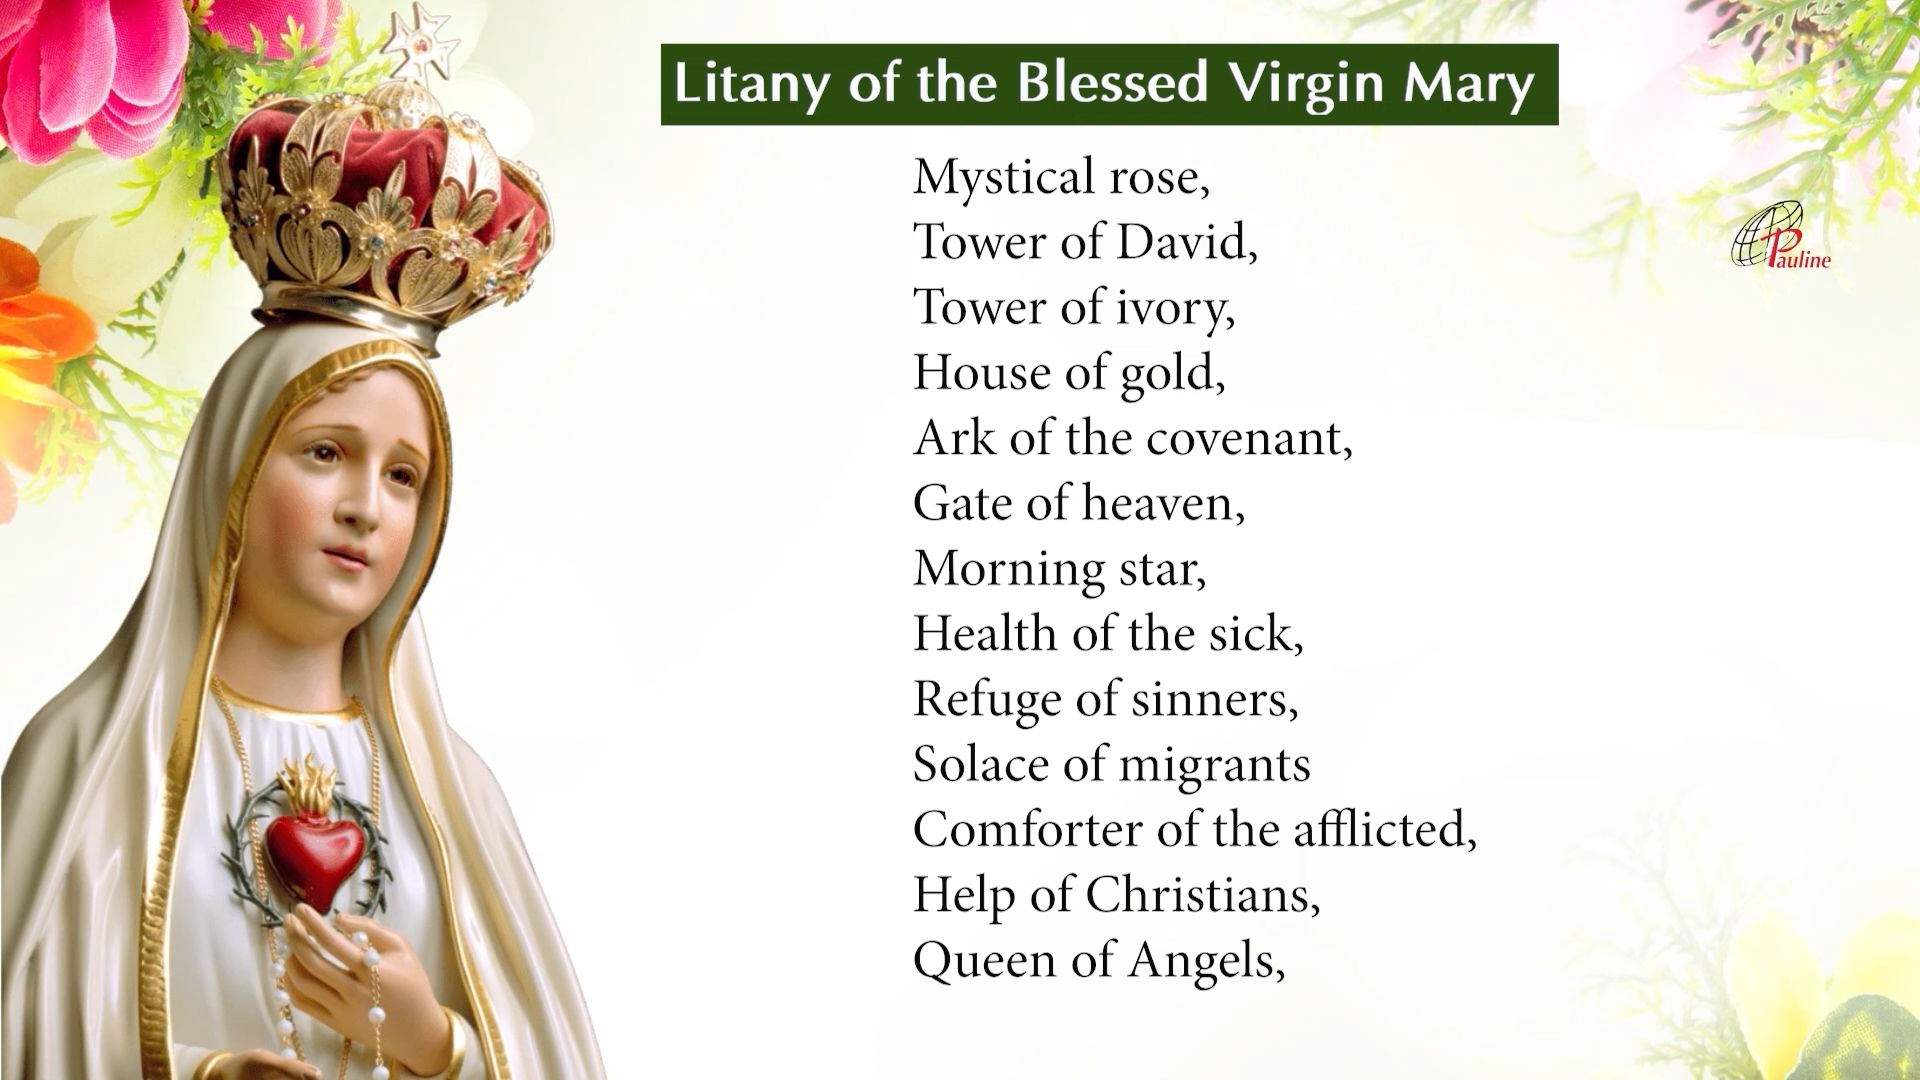 Litany of the Blessed Virgin Mary
Mystical rose,
Tower of David,
Tower of ivory,
House of gold,
Ark of the covenant,
Gate of heaven,
Morning star,
Health of the sick,
Refuge of sinners,
Solace of migrants
Comforter of the afflicted,
Help of Christians,
Queen of Angels,
Pauline